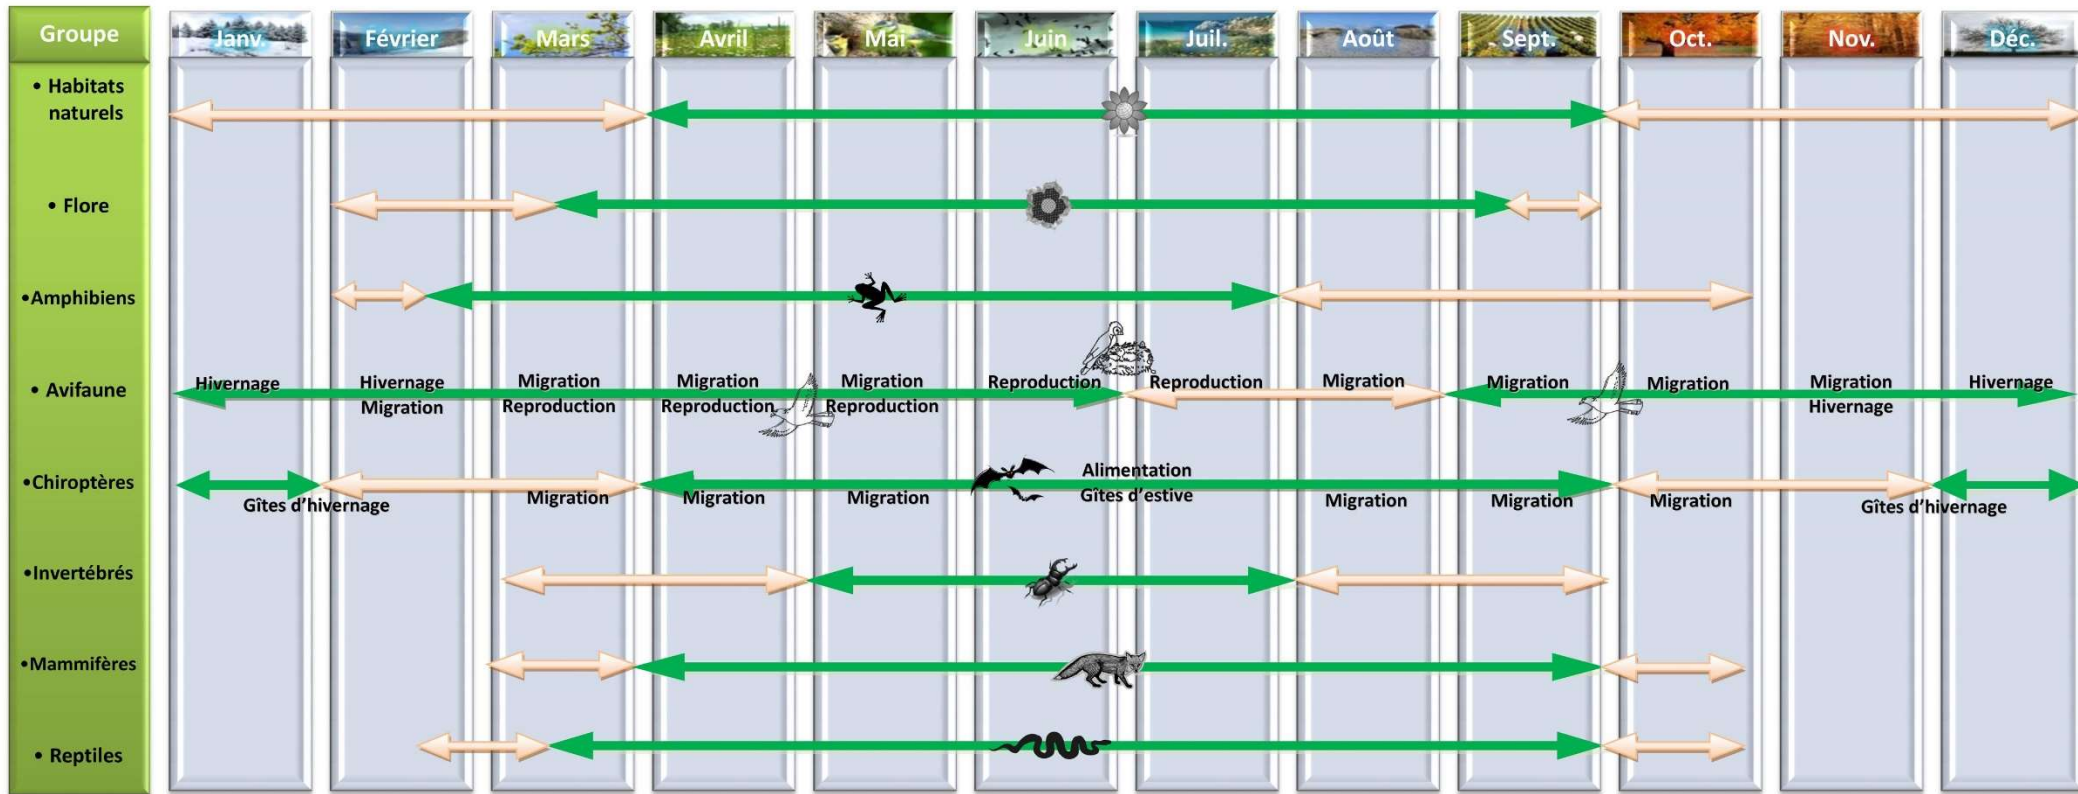 Groupe
Janv.
Février
Mars
Avril
Mai
Juin
Juil.
Août
Sept.
Oct.
Nov.
Déc.
• Habitats
naturels
• Flore
•Amphibiens
• Avifaune
Hivernage
Hivernage
Migration
Migration
Reproduction
Migration
Reproduction
Migration
Reproduction
Reproduction
Reproduction
Migration
Migration
Migration
Migration
Hivernage
Hivernage
•Chiroptères
Gîtes d'hivernage
Migration
Migration
Migration
Alimentation
Gîtes d'estive
Migration
Migration
Migration
Gîtes d'hivernage
•Invertébrés
•Mammifères
• Reptiles